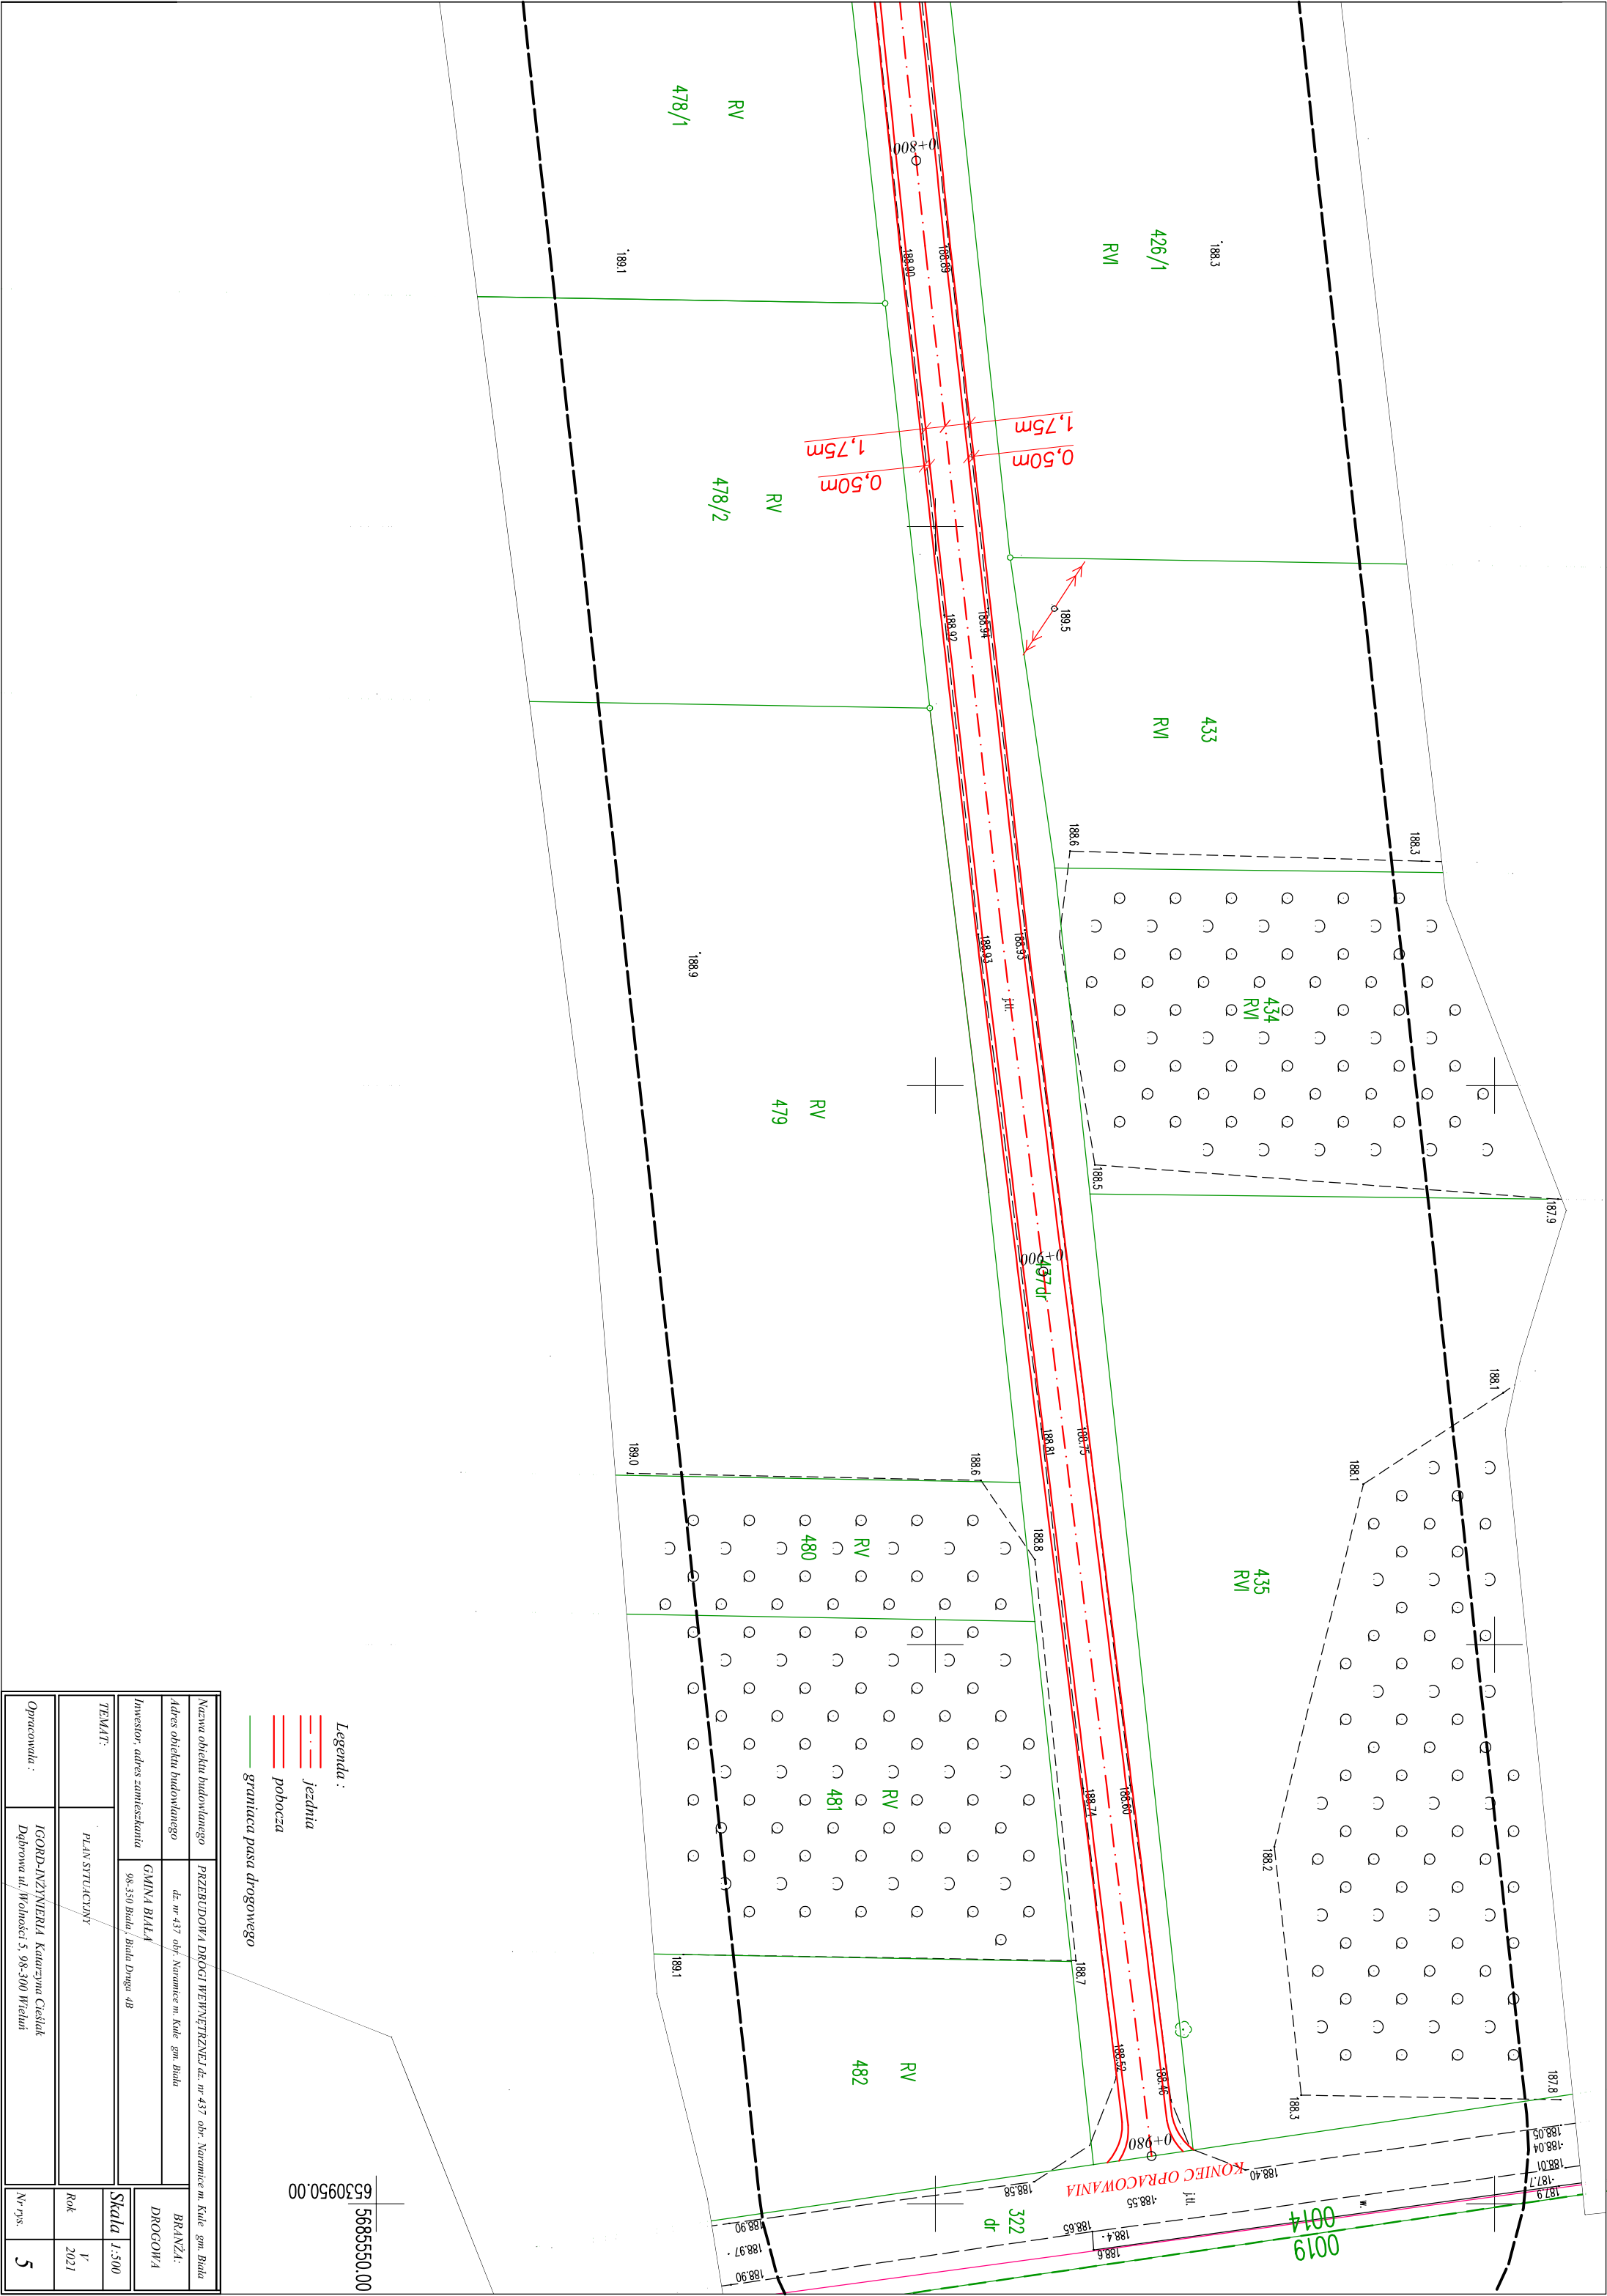 478/1
RV
0+800
188.90
188.89
189.1
426/1
RVI
188.3
1,75m
0,50m
1,75m
0,50m
478/2
RV
188.92
188.94
189.5
433
RVI
188.6
188.3
188.93
188.93
jtl.
188.9
434
RVI
188.5
187.9
479
RV
0+900
437dr
188.81
188.75
188.1
188.1
189.0
188.6
188.8
480
RV
435
RVI
481
RV
188.74
188.60
188.2
189.1
188.7
482
RV
188.52
188.46
188.3
187.8
0+980
KONIEC OPRACOWANIA
188.40
188.58
188.55
jtl.
188.05
188.04
188.01
187.7
187.9
322
dr
188.65
188.4
188.6
w.
0014
0019
188.90
188.97
188.90
6530950.00
5685550.00
Legenda :
jezdnia
pobocza
graniaca pasa drogowego
Nazwa obiektu budowlanego
PRZEBUDOWA DROGI WEWNĘTRZNEJ dz. nr 437 obr. Naramice m. Kule gm. Biała
Adres obiektu budowlanego
dz. nr 437 obr. Naramice m. Kule gm. Biała
BRANŻA:
DROGOWA
Inwestor, adres zamieszkania
GMINA BIAŁA
98-350 Biała , Biała Druga 4B
Skala 1:500
TEMAT:
PLAN SYTUACYJNY
Rok
V
2021
Opracowała :
IGORD-INŻYNIERIA Katarzyna Cieślak
Dąbrowa ul. Wolności 5, 98-300 Wieluń
Nr rys.
5